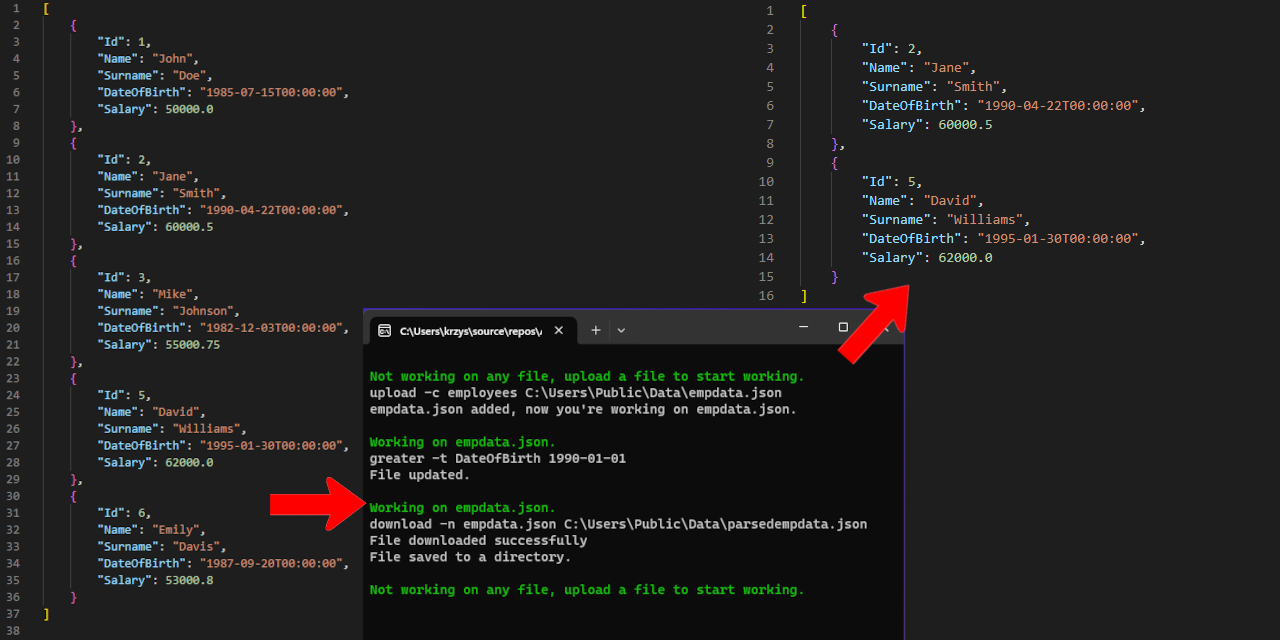 1 [
2 {
3 "Id": 1,
4 "Name": "John",
5 "Surname": "Doe",
6 "DateOfBirth": "1985-07-15T00:00:00",
7 "Salary": 50000.0
8 },
9 {
10 "Id": 2,
11 "Name": "Jane",
12 "Surname": "Smith",
13 "DateOfBirth": "1990-04-22T00:00:00",
14 "Salary": 60000.5
15 },
16 {
17 "Id": 3,
18 "Name": "Mike",
19 "Surname": "Johnson",
20 "DateOfBirth": "1982-12-03T00:00:00",
21 "Salary": 55000.75
22 },
23 {
24 "Id": 5,
25 "Name": "David",
26 "Surname": "Williams",
27 "DateOfBirth": "1995-01-30T00:00:00",
28 "Salary": 62000.0
29 },
30 {
31 "Id": 6,
32 "Name": "Emily",
33 "Surname": "Davis",
34 "DateOfBirth": "1987-09-20T00:00:00",
35 "Salary": 53000.8
36 }
37 ]
38
1 [
2 {
3 "Id": 2,
4 "Name": "Jane",
5 "Surname": "Smith",
6 "DateOfBirth": "1990-04-22T00:00:00",
7 "Salary": 60000.5
8 },
9 {
10 "Id": 5,
11 "Name": "David",
12 "Surname": "Williams",
13 "DateOfBirth": "1995-01-30T00:00:00",
14 "Salary": 62000.0
15 }
16 ]
C:\Users\krzys\source\repos\
Not working on any file, upload a file to start working.
upload -c employees C:\Users\Public\Data\empdata.json
empdata.json added, now you're working on empdata.json.
Working on empdata.json.
greater -t DateOfBirth 1990-01-01
File updated.
Working on empdata.json.
download -n empdata.json C:\Users\Public\Data\parsedempdata.json
File downloaded successfully
File saved to a directory.
Not working on any file, upload a file to start working.